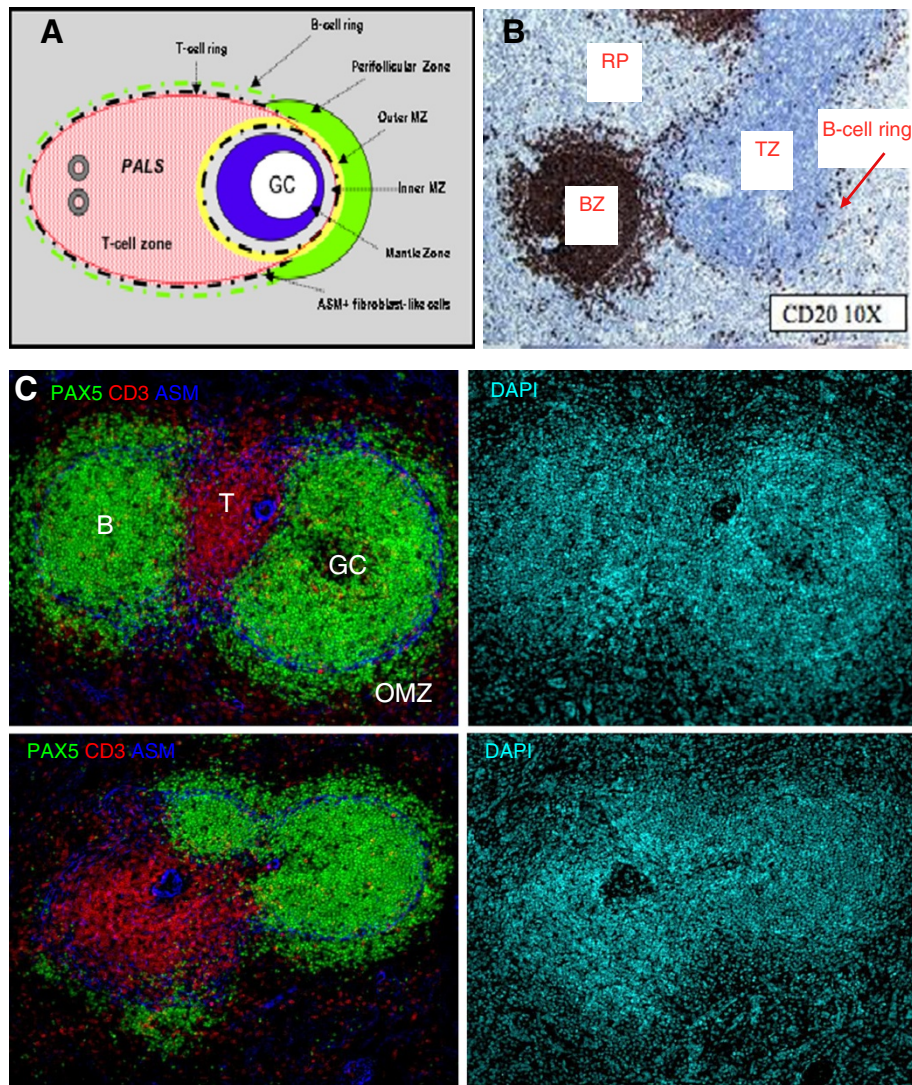 A
B-cell ring
T-cell ring
Perifollicular Zone
Outer MZ
PALS
GC
Inner MZ
Mantle Zone
T-cell zone
ASM+ fibroblast-like cells
B
RP
B-cell ring
TZ
BZ
CD20 10X
C
PAX5 CD3 ASM
DAPI
T
B
GC
OMZ
PAX5 CD3 ASM
DAPI